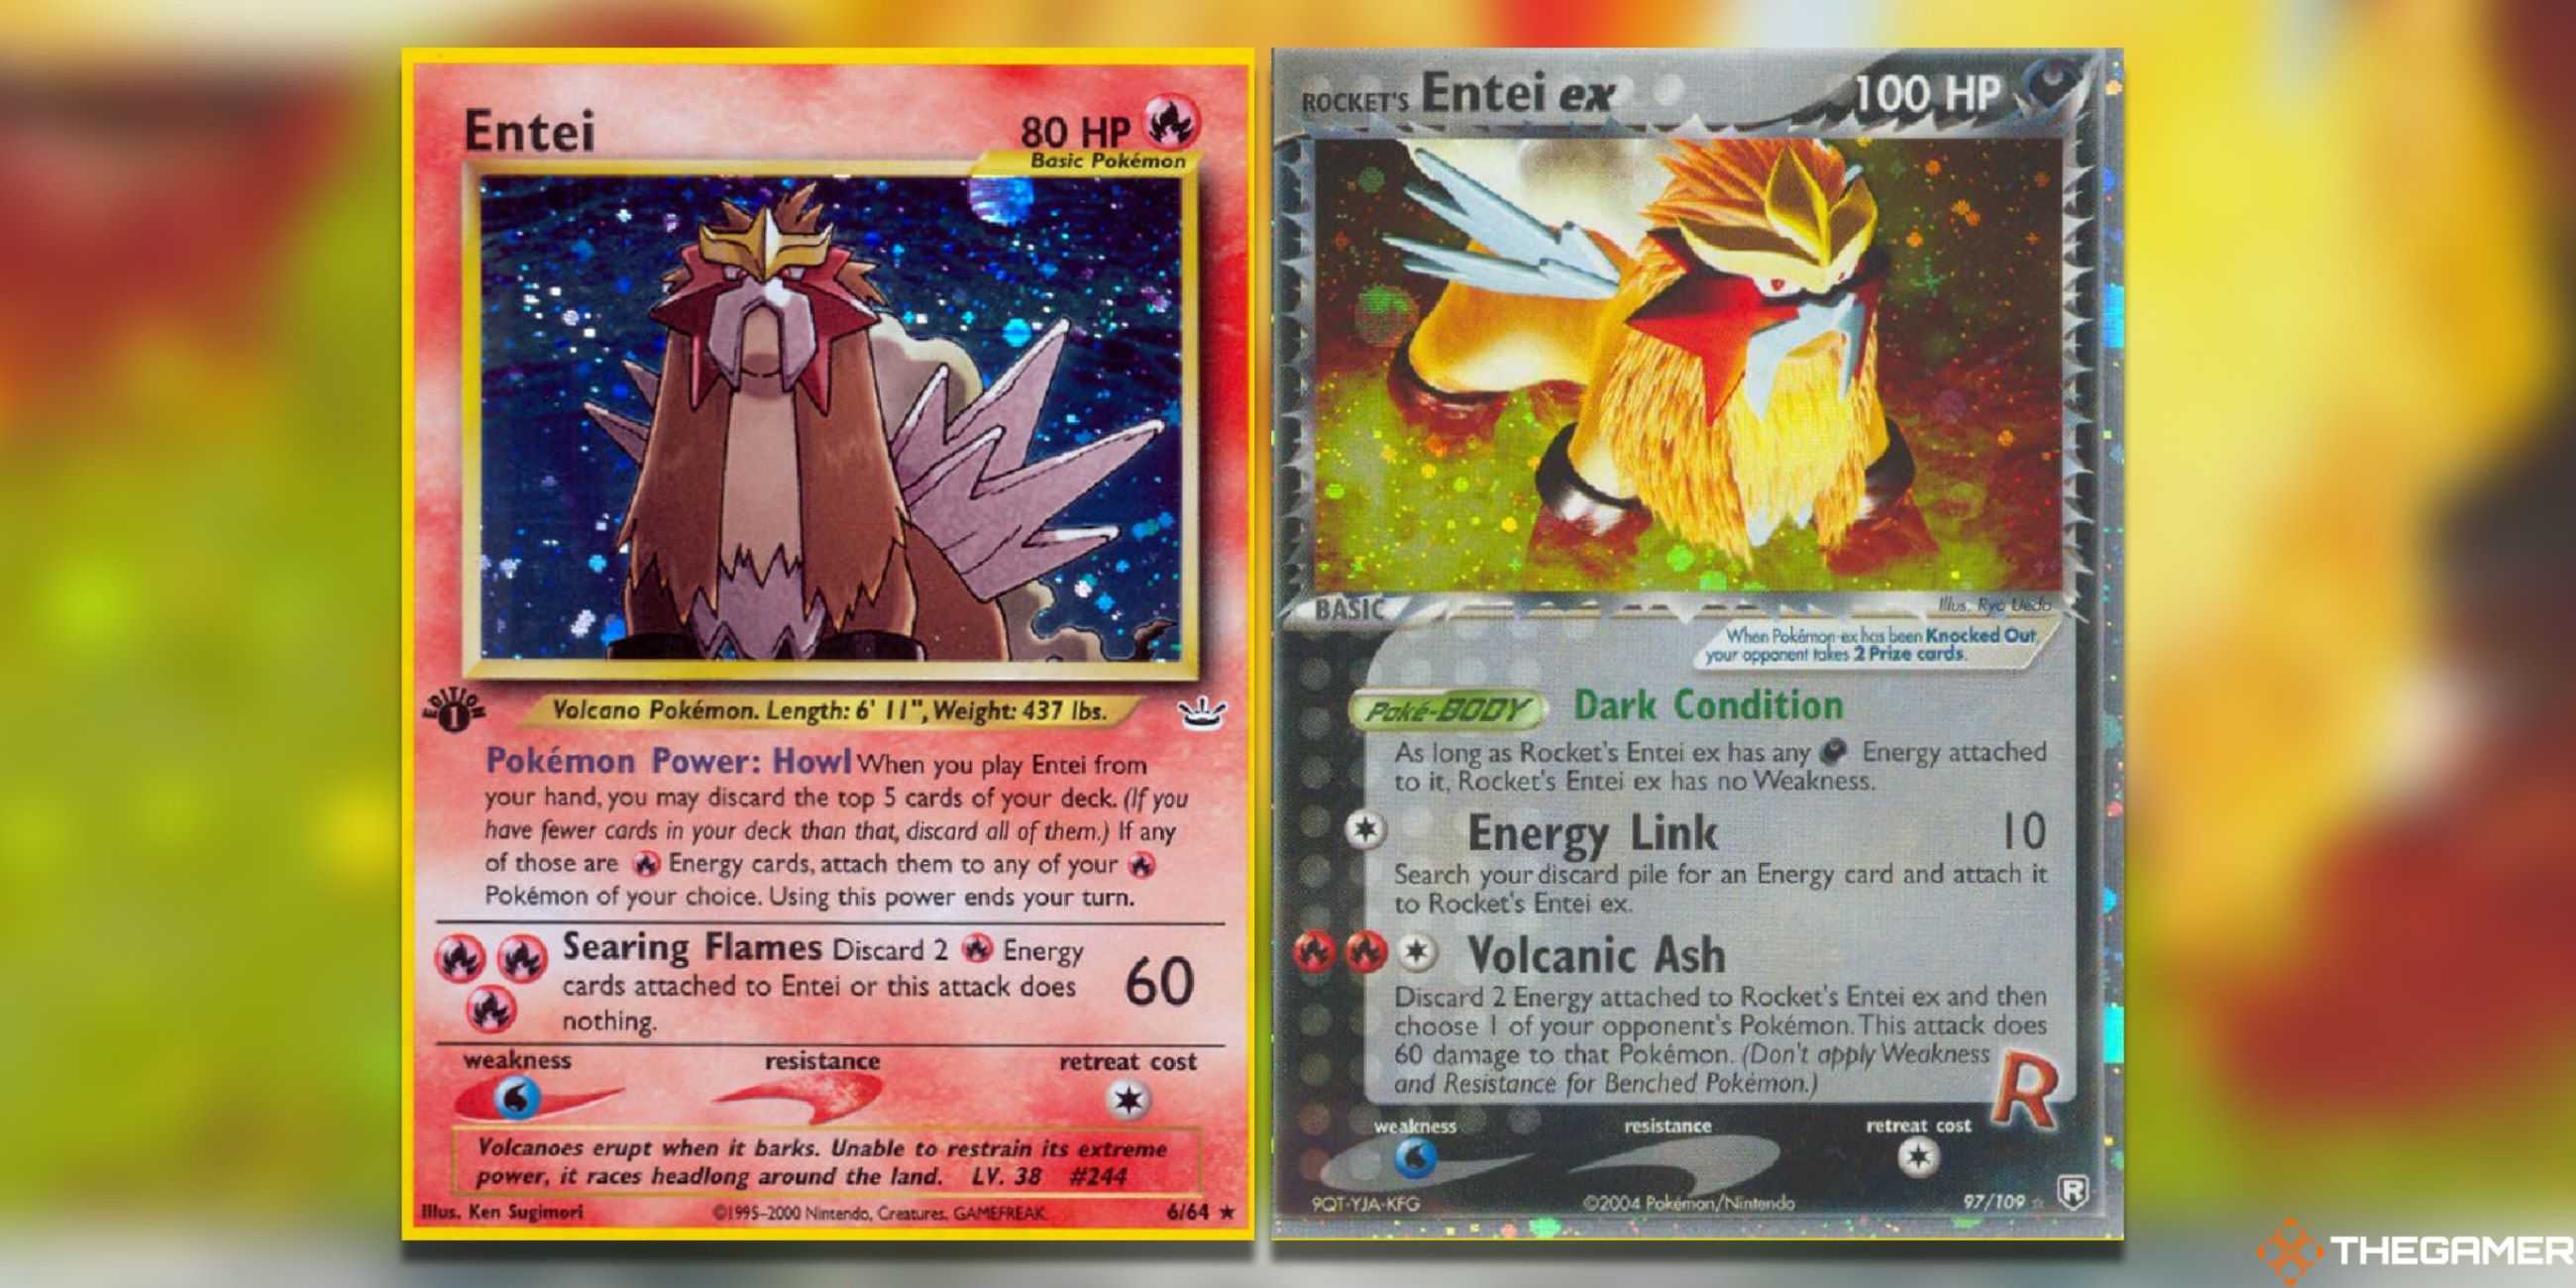 Entei
80 HP
Basic Pokémon
EDITION
1
Volcano Pokémon. Length: 6' 11", Weight: 437 lbs.
Pokémon Power: Howl When you play Entei from
your hand, you may discard the top 5 cards of your deck. (If you
have fewer cards in your deck than that, discard all of them.) If any
of those are Energy cards, attach them to any of your
Pokémon of your choice. Using this power ends your turn.
Searing Flames Discard 2 Energy
cards attached to Entei or this attack does
nothing.
60
weakness resistance retreat cost
Volcanoes erupt when it barks. Unable to restrain its extreme
power, it races headlong around the land. LV. 38 #244
Illus. Ken Sugimori ©1995-2000 Nintendo, Creatures, GAMEFREAK. 6/64 ★
ROCKET'S Entei ex 100 HP
BASIC
Illus. Ryo Ueda
When Pokémon-ex has been Knocked Out,
your opponent takes 2 Prize cards.
Poké-BODY Dark Condition
As long as Rocket's Entei ex has any Energy attached
to it, Rocket's Entei ex has no Weakness.
Energy Link 10
Search your discard pile for an Energy card and attach it
to Rocket's Entei ex.
Volcanic Ash
Discard 2 Energy attached to Rocket's Entei ex and then
choose 1 of your opponent's Pokémon. This attack does
60 damage to that Pokémon. (Don't apply Weakness
and Resistance for Benched Pokémon.)
R
weakness resistance retreat cost
9QT-YJA-KFG ©2004 Pokémon/Nintendo 97/109 ☆ R
THEGAMER